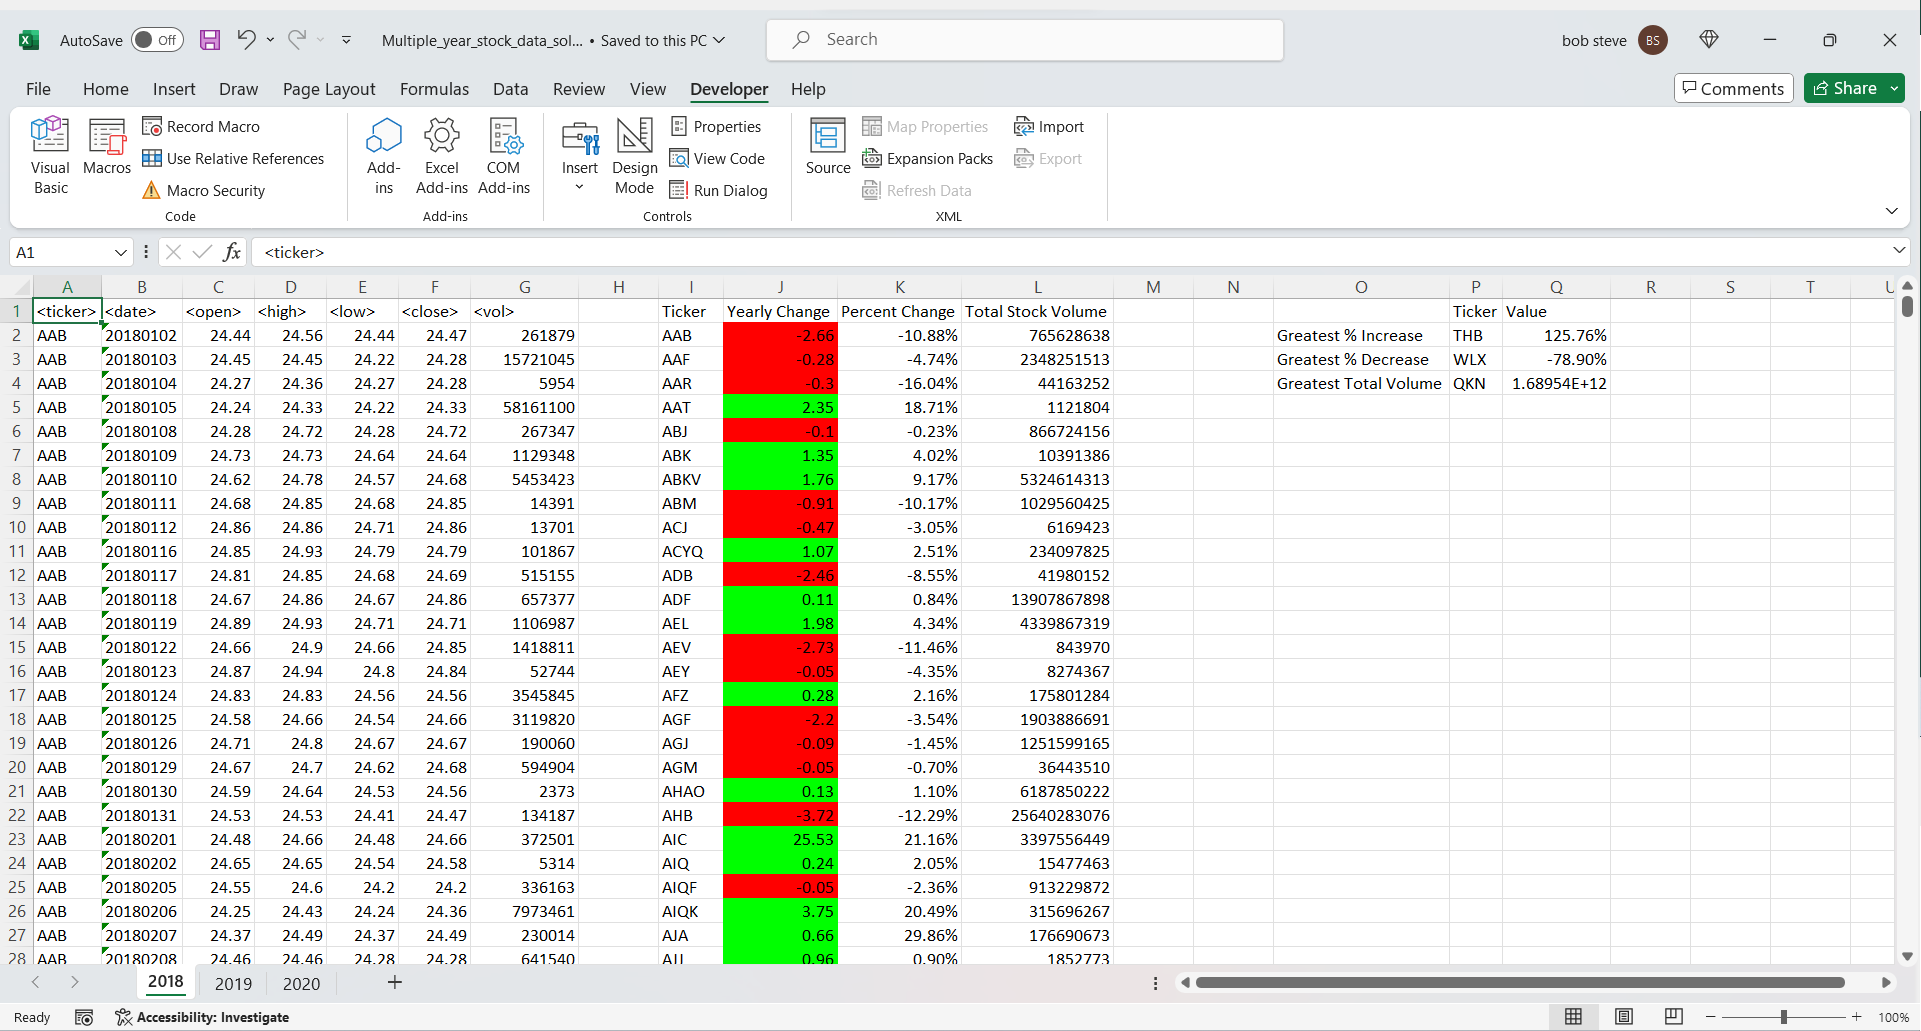 AutoSave Off Multiple_year_stock_data_sol... • Saved to this PC Search bob steve BS
File Home Insert Draw Page Layout Formulas Data Review View Developer Help Comments Share
Visual Basic Macros Record Macro Use Relative References Macro Security Code
Add-ins Excel Add-ins COM Add-ins Add-ins
Insert Design Mode Properties View Code Run Dialog Controls
Source Map Properties Expansion Packs Refresh Data Import Export XML
A1 fx <ticker>
A B C D E F G H I J K L M N O P Q R S T U
1 <ticker> <date> <open> <high> <low> <close> <vol> Ticker Yearly Change Percent Change Total Stock Volume Ticker Value
2 AAB 20180102 24.44 24.56 24.44 24.47 261879 AAB -2.66 -10.88% 765628638 Greatest % Increase THB 125.76%
3 AAB 20180103 24.45 24.45 24.22 24.28 15721045 AAF -0.28 -4.74% 2348251513 Greatest % Decrease WLX -78.90%
4 AAB 20180104 24.27 24.36 24.27 24.28 5954 AAR -0.3 -16.04% 44163252 Greatest Total Volume QKN 1.68954E+12
5 AAB 20180105 24.24 24.33 24.22 24.33 58161100 AAT 2.35 18.71% 1121804
6 AAB 20180108 24.28 24.72 24.28 24.72 267347 ABJ -0.1 -0.23% 866724156
7 AAB 20180109 24.73 24.73 24.64 24.64 1129348 ABK 1.35 4.02% 10391386
8 AAB 20180110 24.62 24.78 24.57 24.68 5453423 ABKV 1.76 9.17% 5324614313
9 AAB 20180111 24.68 24.85 24.68 24.85 14391 ABM -0.91 -10.17% 1029560425
10 AAB 20180112 24.86 24.86 24.71 24.86 13701 ACJ -0.47 -3.05% 6169423
11 AAB 20180116 24.85 24.93 24.79 24.79 101867 ACYQ 1.07 2.51% 234097825
12 AAB 20180117 24.81 24.85 24.68 24.69 515155 ADB -2.46 -8.55% 41980152
13 AAB 20180118 24.67 24.86 24.67 24.86 657377 ADF 0.11 0.84% 13907867898
14 AAB 20180119 24.89 24.93 24.71 24.71 1106987 AEL 1.98 4.34% 4339867319
15 AAB 20180122 24.66 24.9 24.66 24.85 1418811 AEV -2.73 -11.46% 843970
16 AAB 20180123 24.87 24.94 24.8 24.84 52744 AEY -0.05 -4.35% 8274367
17 AAB 20180124 24.83 24.83 24.56 24.56 3545845 AFZ 0.28 2.16% 175801284
18 AAB 20180125 24.58 24.66 24.54 24.66 3119820 AGF -2.2 -3.54% 1903886691
19 AAB 20180126 24.71 24.8 24.67 24.67 190060 AGJ -0.09 -1.45% 1251599165
20 AAB 20180129 24.67 24.7 24.62 24.68 594904 AGM -0.05 -0.70% 36443510
21 AAB 20180130 24.59 24.64 24.53 24.56 2373 AHAO 0.13 1.10% 6187850222
22 AAB 20180131 24.53 24.53 24.41 24.47 134187 AHB -3.72 -12.29% 25640283076
23 AAB 20180201 24.48 24.66 24.48 24.66 372501 AIC 25.53 21.16% 3397556449
24 AAB 20180202 24.65 24.65 24.54 24.58 5314 AIQ 0.24 2.05% 15477463
25 AAB 20180205 24.55 24.6 24.2 24.2 336163 AIQF -0.05 -2.36% 913229872
26 AAB 20180206 24.25 24.43 24.24 24.36 7973461 AIQK 3.75 20.49% 315696267
27 AAB 20180207 24.37 24.49 24.37 24.49 230014 AJA 0.66 29.86% 176690673
28 AAB 20180208 24.46 24.46 24.28 24.28 641540 0.96 0.90% 1852773
2018 2019 2020
Ready Accessibility: Investigate 100%